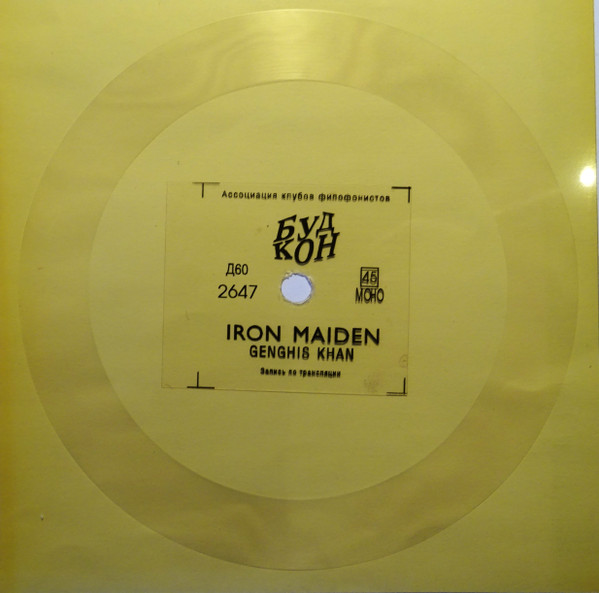 Ассоциация клубов филофонистов
БУД
КОН
Д60
2647
45
МОНО
IRON MAIDEN
GENGHIS KHAN
Запись по трансляции